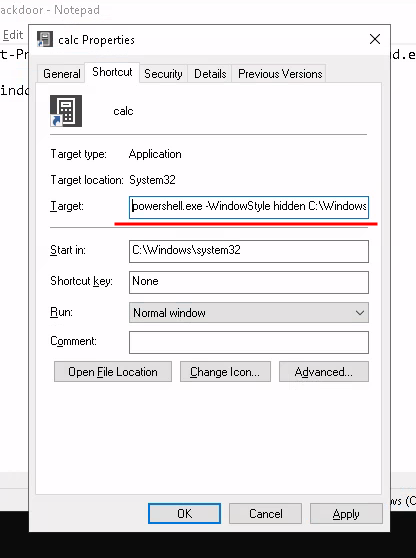 ackdoor - Notepad
Edit
calc Properties
General Shortcut Security Details Previous Versions
calc
Target type: Application
Target location: System32
Target: powershell.exe -WindowStyle hidden C:\Windows
Start in: C:\Windows\system32
Shortcut key: None
Run: Normal window
Comment:
Open File Location Change Icon... Advanced...
OK Cancel Apply
t-Pr
ad.e
indo
ws (C